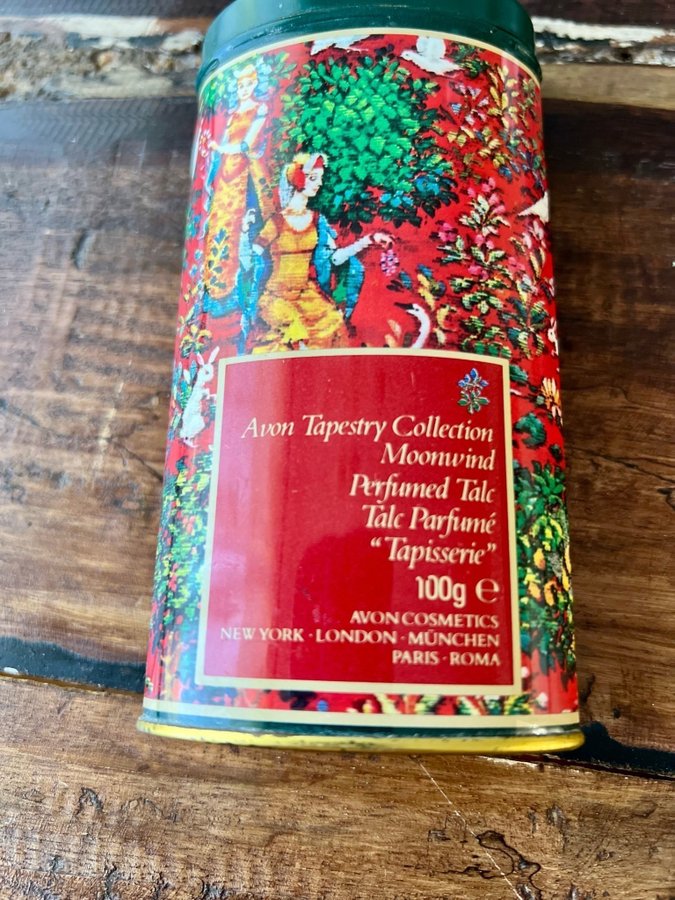 Avon Tapestry Collection
Moonwind
Perfumed Talc
Talc Parfumé
“Tapisserie”
100g ℮
AVON COSMETICS
NEW YORK · LONDON · MÜNCHEN
PARIS · ROMA